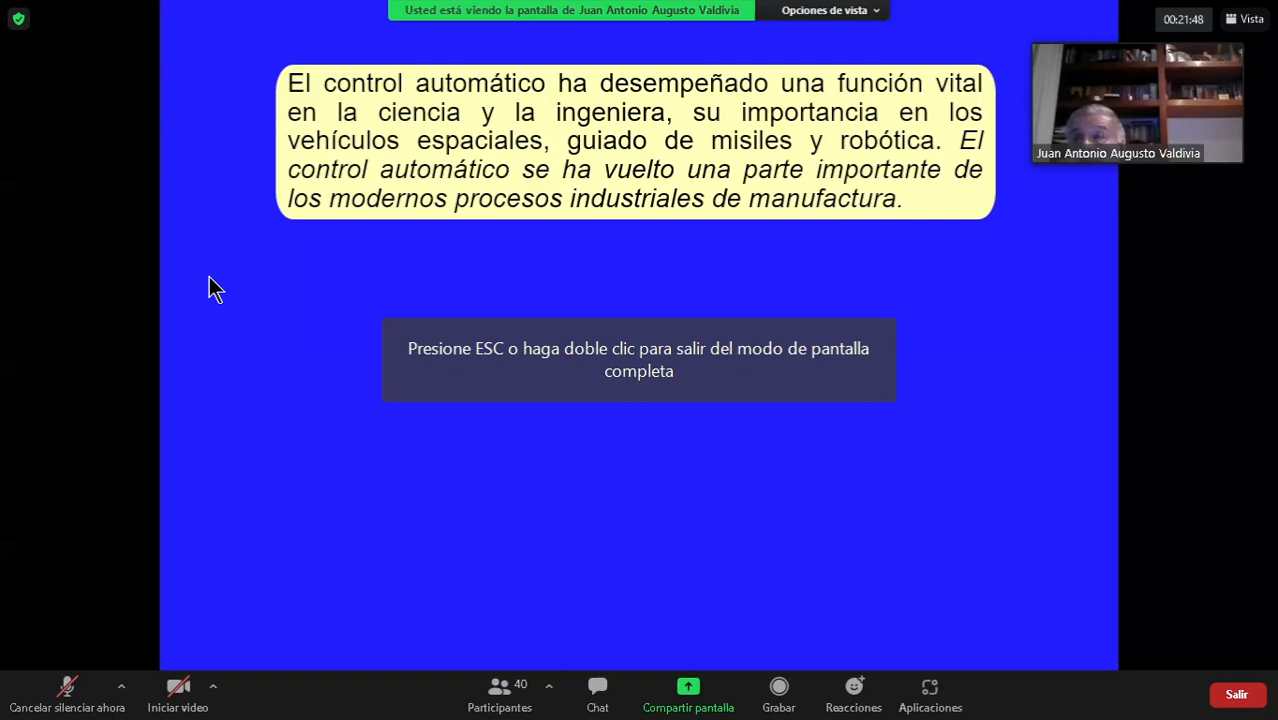 Usted está viendo la pantalla de Juan Antonio Augusto Valdivia
Opciones de vista
00:21:48
Vista
El control automático ha desempeñado una función vital
en la ciencia y la ingeniera, su importancia en los
vehículos espaciales, guiado de misiles y robótica. El
control automático se ha vuelto una parte importante de
los modernos procesos industriales de manufactura.
Juan Antonio Augusto Valdivia
Presione ESC o haga doble clic para salir del modo de pantalla
completa
Cancelar silenciar ahora
Iniciar video
40
Participantes
Chat
Compartir pantalla
Grabar
Reacciones
Aplicaciones
Salir